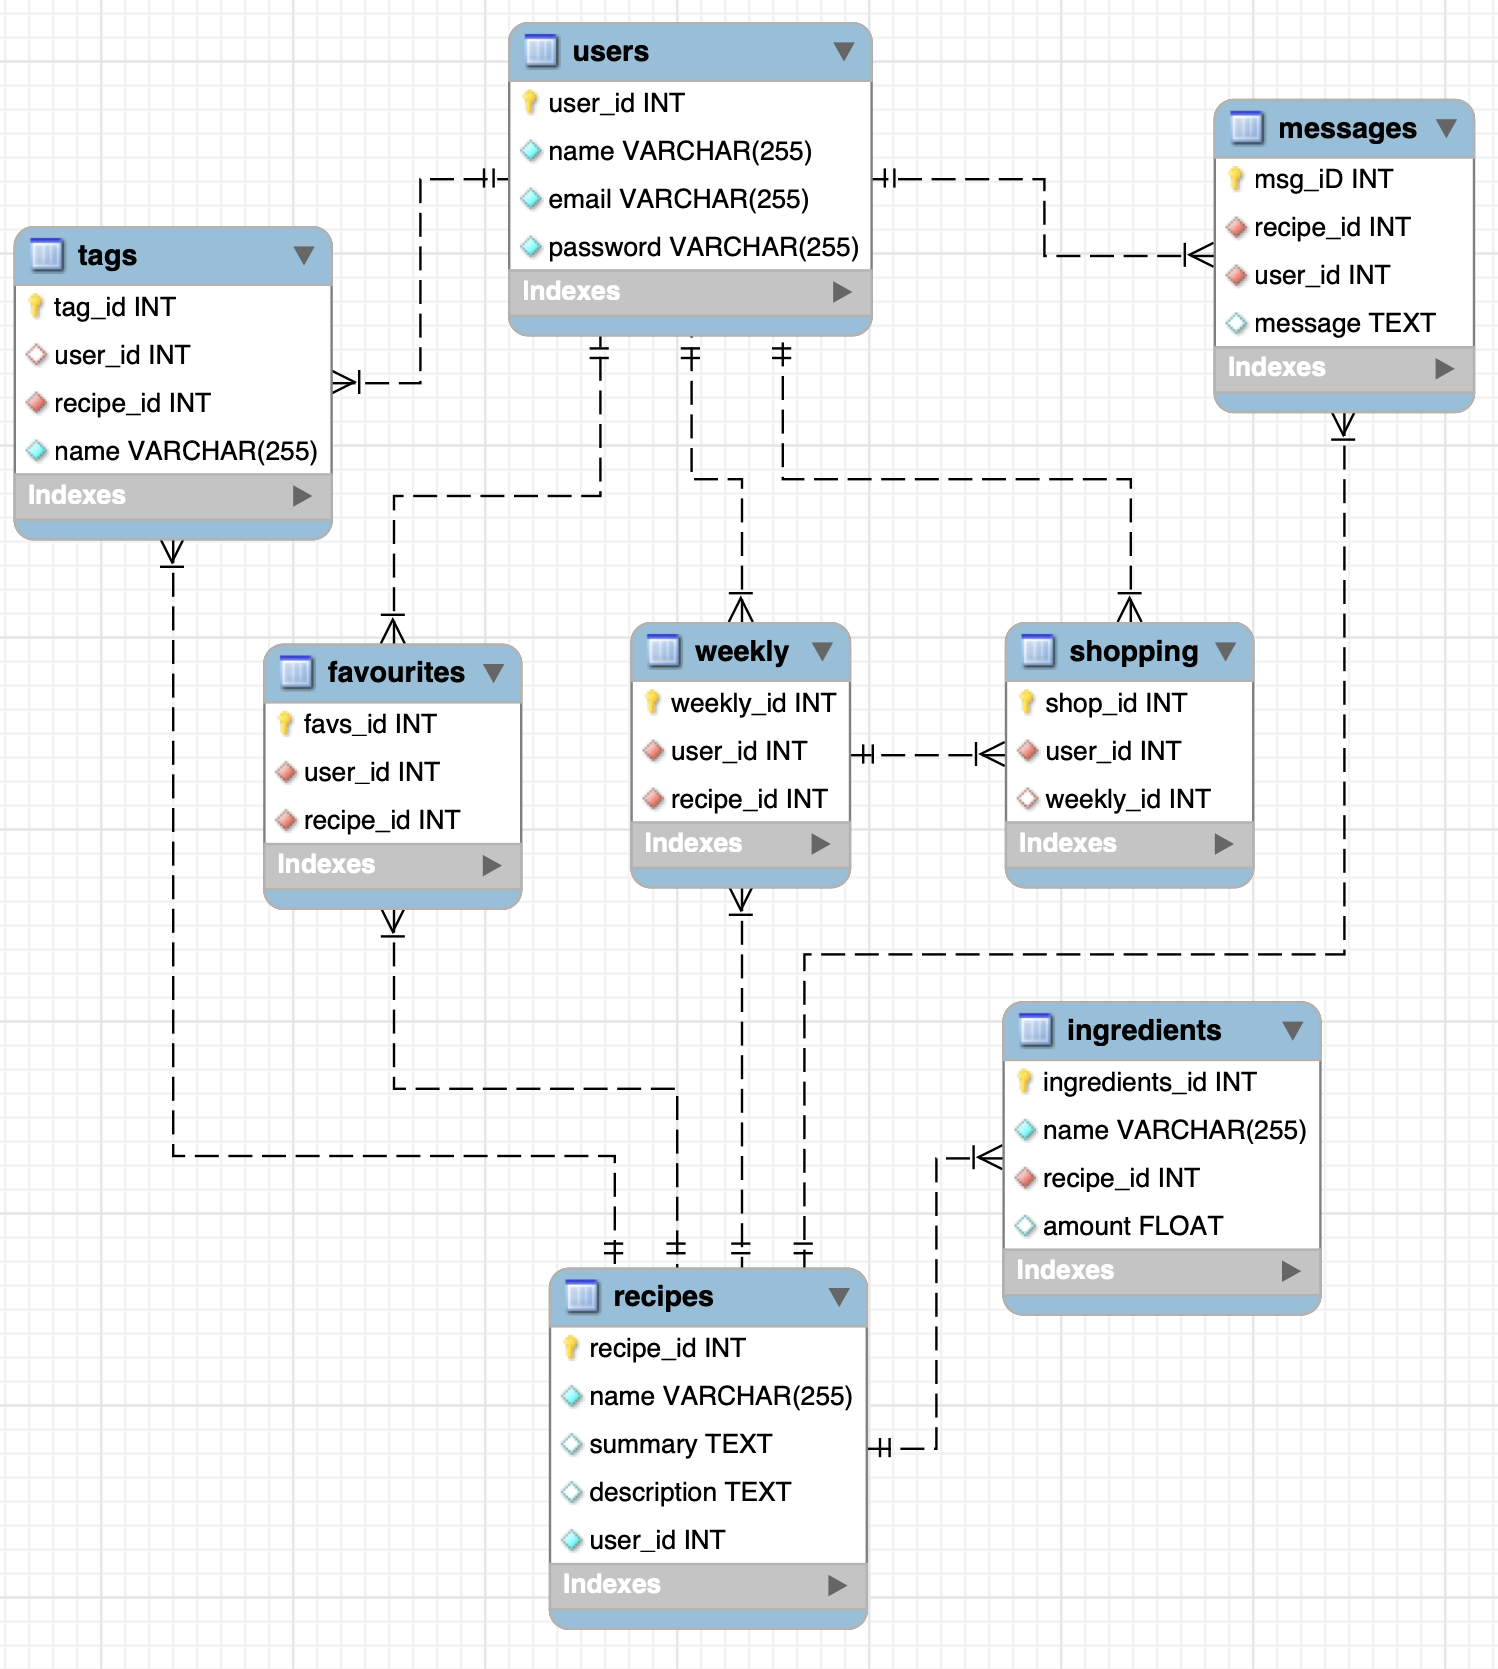 users
user_id INT
name VARCHAR(255)
email VARCHAR(255)
password VARCHAR(255)
Indexes
messages
msg_iD INT
recipe_id INT
user_id INT
message TEXT
Indexes
tags
tag_id INT
user_id INT
recipe_id INT
name VARCHAR(255)
Indexes
favourites
favs_id INT
user_id INT
recipe_id INT
Indexes
weekly
weekly_id INT
user_id INT
recipe_id INT
Indexes
shopping
shop_id INT
user_id INT
weekly_id INT
Indexes
ingredients
ingredients_id INT
name VARCHAR(255)
recipe_id INT
amount FLOAT
Indexes
recipes
recipe_id INT
name VARCHAR(255)
summary TEXT
description TEXT
user_id INT
Indexes